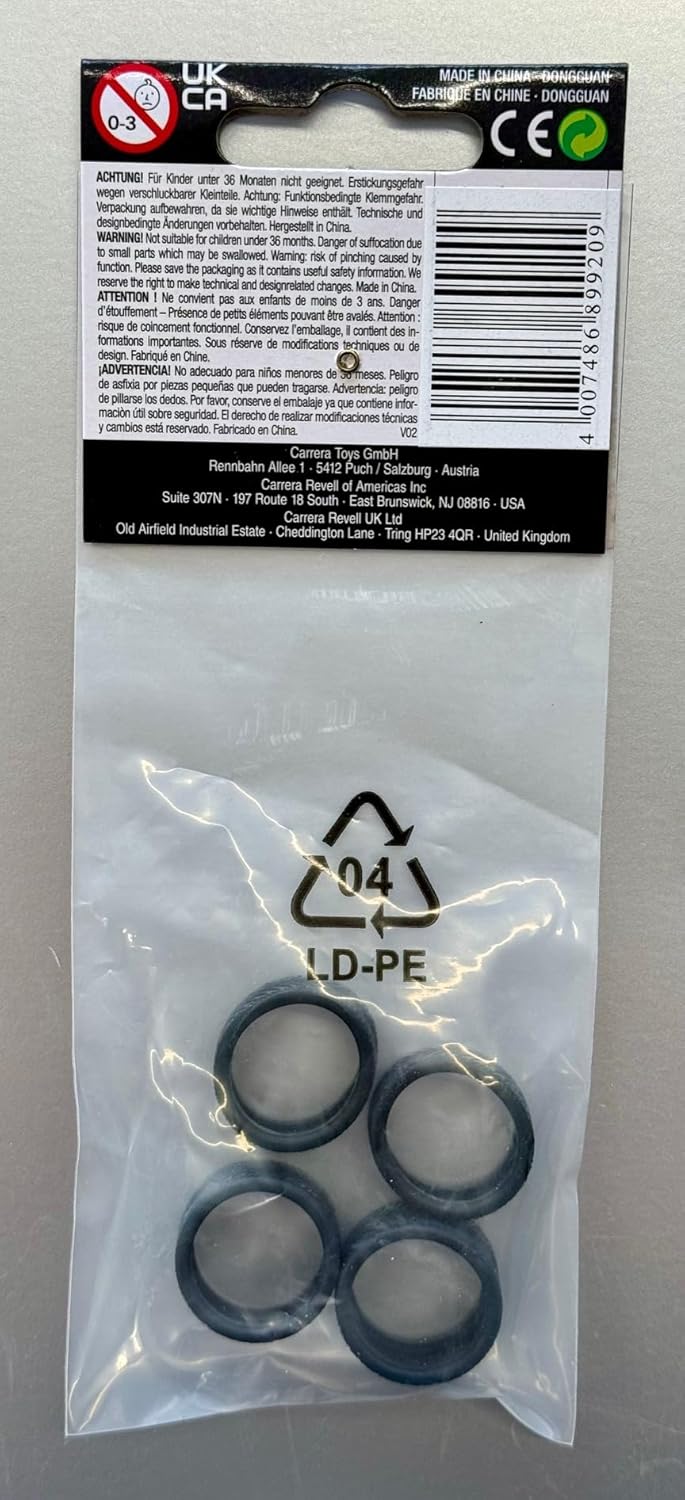 0-3
UK
CA
MADE IN CHINA · DONGGUAN
FABRIQUÉ EN CHINE · DONGGUAN
CE
ACHTUNG! Für Kinder unter 36 Monaten nicht geeignet. Erstickungsgefahr
wegen verschluckbarer Kleinteile. Achtung: Funktionsbedingte Klemmgefahr.
Verpackung aufbewahren, da sie wichtige Hinweise enthält. Technische und
designbedingte Änderungen vorbehalten. Hergestellt in China.
WARNING! Not suitable for children under 36 months. Danger of suffocation due
to small parts which may be swallowed. Warning: risk of pinching caused by
function. Please save the packaging as it contains useful safety information. We
reserve the right to make technical and designrelated changes. Made in China.
ATTENTION ! Ne convient pas aux enfants de moins de 3 ans. Danger
d'étouffement – Présence de petits éléments pouvant être avalés. Attention :
risque de coincement fonctionnel. Conservez l'emballage, il contient des in-
formations importantes. Sous réserve de modifications techniques ou de
design. Fabriqué en Chine.
¡ADVERTENCIA! No adecuado para niños menores de 36 meses. Peligro
de asfixia por piezas pequeñas que pueden tragarse. Advertencia: peligro
de pillarse los dedos. Por favor, conserve el embalaje ya que contiene infor-
maciòn útil sobre seguridad. El derecho de realizar modificaciones técnicas
y cambios está reservado. Fabricado en China. V02
4 007486 899209
Carrera Toys GmbH
Rennbahn Allee 1 · 5412 Puch / Salzburg · Austria
Carrera Revell of Americas Inc
Suite 307N · 197 Route 18 South · East Brunswick, NJ 08816 · USA
Carrera Revell UK Ltd
Old Airfield Industrial Estate · Cheddington Lane · Tring HP23 4QR · United Kingdom
04
LD-PE